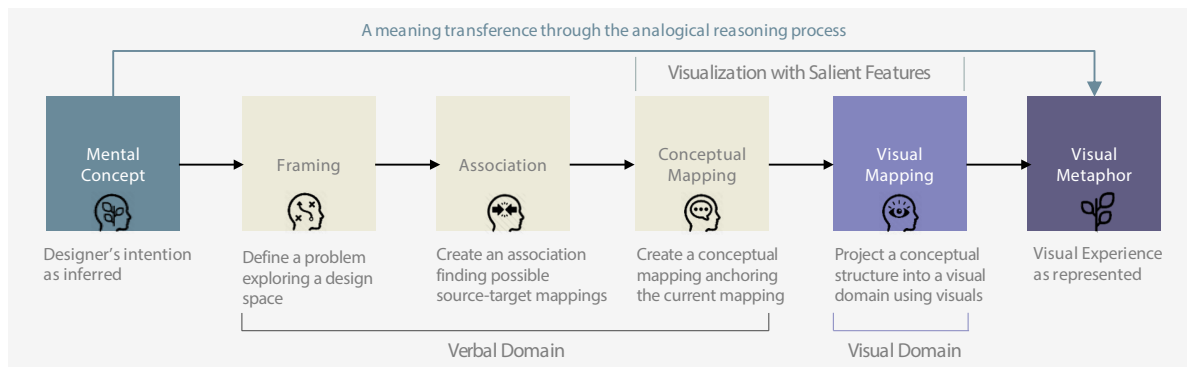 A meaning transference through the analogical reasoning process
Visualization with Salient Features
Mental
Concept
Framing
Association
Conceptual
Mapping
Visual
Mapping
Visual
Metaphor
Designer's intention
as inferred
Define a problem
exploring a design
space
Create an association
finding possible
source-target mappings
Create a conceptual
mapping anchoring
the current mapping
Project a conceptual
structure into a visual
domain using visuals
Visual Experience
as represented
Verbal Domain
Visual Domain